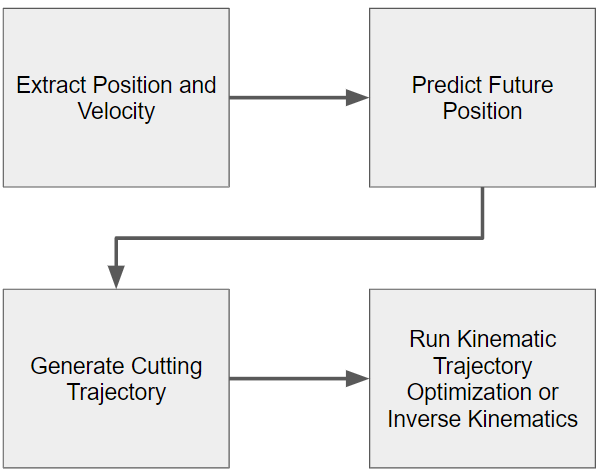 Extract Position and
Velocity
Predict Future
Position
Generate Cutting
Trajectory
Run Kinematic
Trajectory
Optimization or
Inverse Kinematics